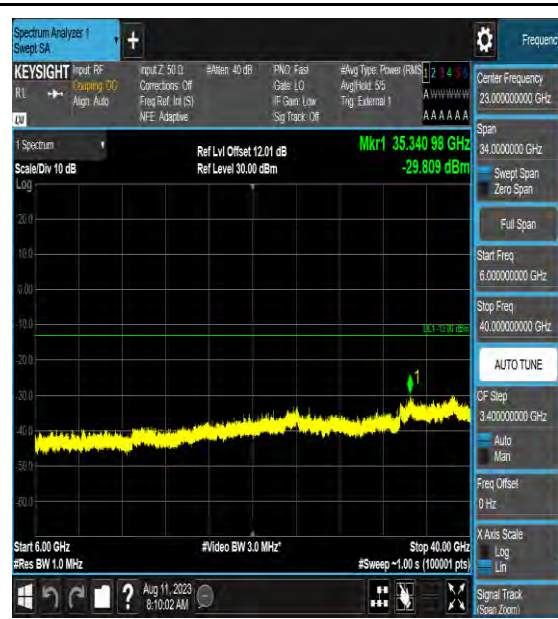 Spectrum Analyzer 1
Swept SA
Frequenc
KEYSIGHT
RL
LW
Input: RF
Coupling: DC
Align: Auto
Input Z: 50 Ω
Corrections: Off
Freq Ref: Int (S)
NFE: Adaptive
#Atten: 40 dB
PNO: Fast
Gate: LO
IF Gain: Low
Sig Track: Off
#Avg Type: Power (RMS
Avg|Hold: 5/5
Trig: External 1
1 2 3 4 5 6
A W W W W W
A A A A A A
1 Spectrum
Scale/Div 10 dB
Log
Ref Lvl Offset 12.01 dB
Ref Level 30.00 dBm
Mkr1 35.340 98 GHz
-29.809 dBm
20.0
10.0
0.00
-10.0
-20.0
-30.0
-40.0
-50.0
-60.0
DL1 -13.00 dBm
1
Start 6.00 GHz
#Res BW 1.0 MHz
#Video BW 3.0 MHz*
Stop 40.00 GHz
#Sweep ~1.00 s (100001 pts)
Aug 11, 2023
8:10:02 AM
Center Frequency
23.000000000 GHz
Span
34.0000000 GHz
Swept Span
Zero Span
Full Span
Start Freq
6.000000000 GHz
Stop Freq
40.000000000 GHz
AUTO TUNE
CF Step
3.400000000 GHz
Auto
Man
Freq Offset
0 Hz
X Axis Scale
Log
Lin
Signal Track
(Span Zoom)